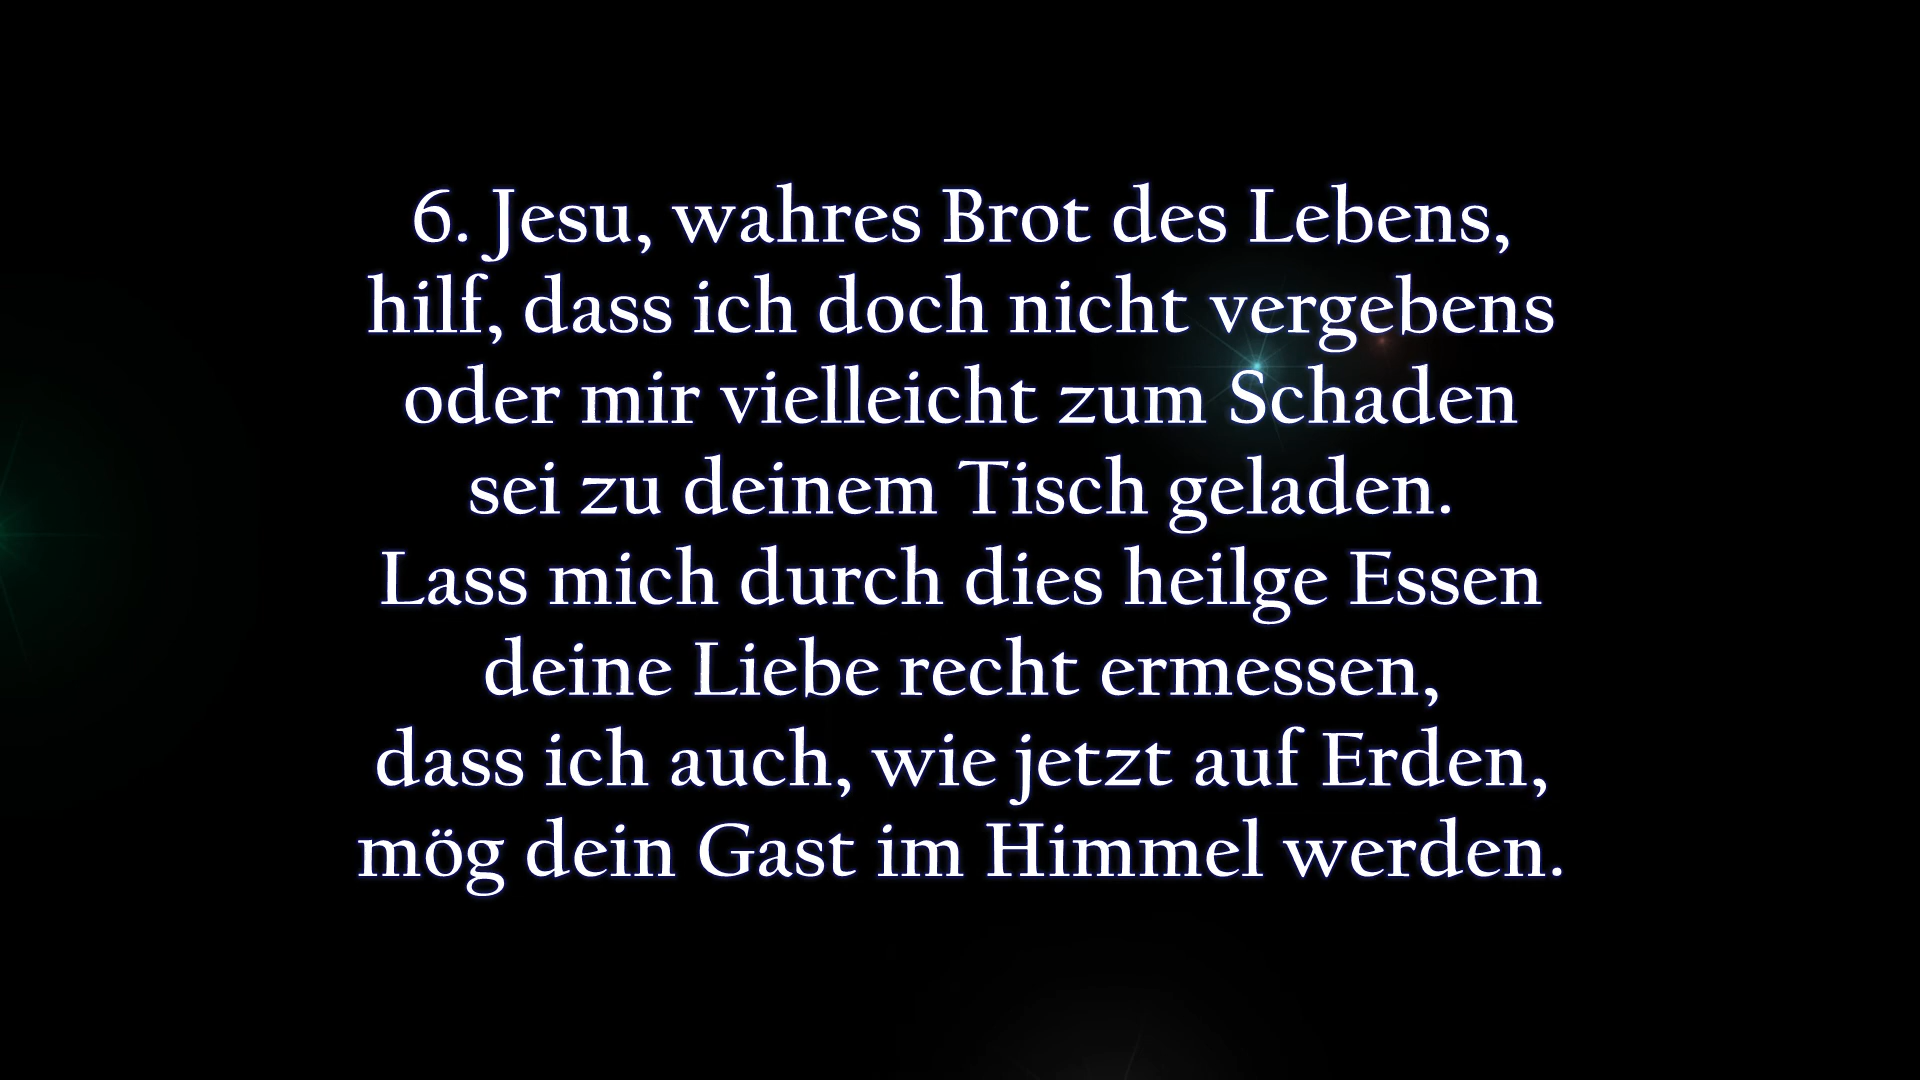 6. Jesu, wahres Brot des Lebens,
hilf, dass ich doch nicht vergebens
oder mir vielleicht zum Schaden
sei zu deinem Tisch geladen.
Lass mich durch dies heilge Essen
deine Liebe recht ermessen,
dass ich auch, wie jetzt auf Erden,
mög dein Gast im Himmel werden.